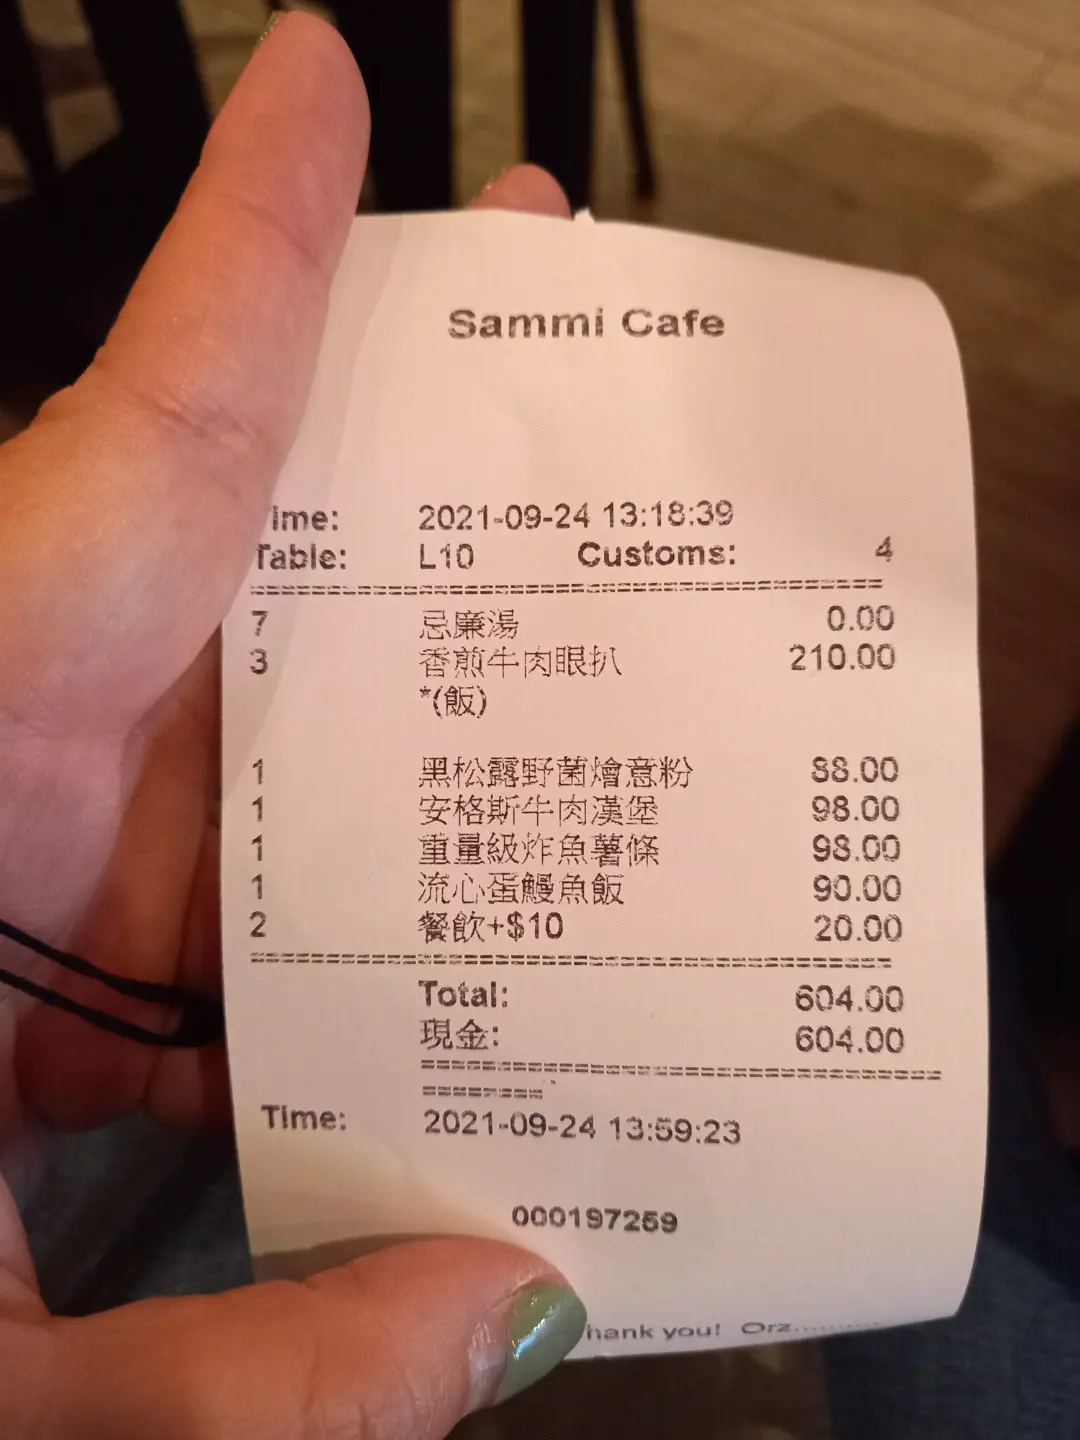 Sammi Cafe
ime: 2021-09-24 13:18:39
Table: L10 Customs: 4
7 忌廉湯 0.00
3 香煎牛肉眼扒 210.00
*(飯)
1 黑松露野菌燴意粉 88.00
1 安格斯牛肉漢堡 98.00
1 重量級炸魚薯條 98.00
1 流心蛋鰻魚飯 90.00
2 餐飲+$10 20.00
Total: 604.00
現金: 604.00
Time: 2021-09-24 13:59:23
000197259
hank you! Orz..........